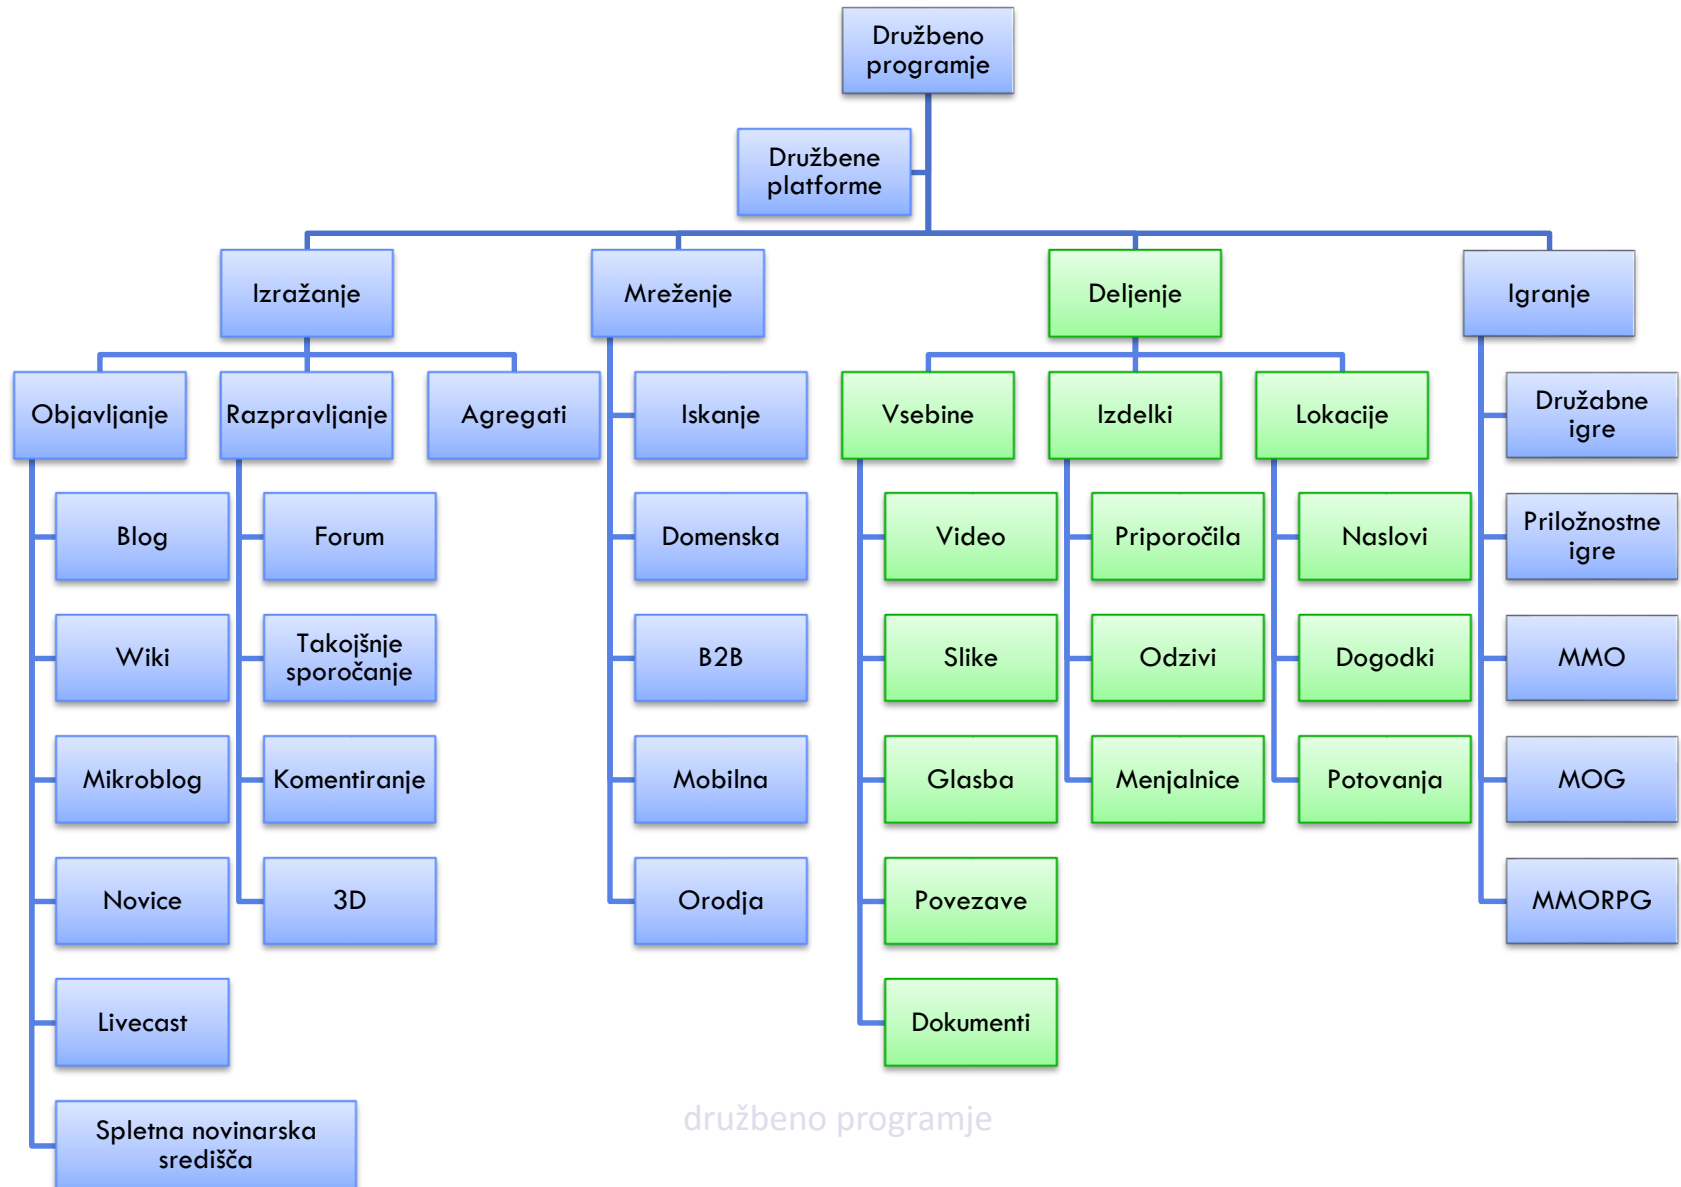 Družbeno
programje
Družbene
platforme
Izražanje
Mreženje
Deljenje
Igranje
Objavljanje
Razpravljanje
Agregati
Iskanje
Vsebine
Izdelki
Lokacije
Družabne
igre
Blog
Forum
Domenska
Video
Priporočila
Naslovi
Priložnostne
igre
Wiki
Takojšnje
sporočanje
B2B
Slike
Odzivi
Dogodki
MMO
Mikroblog
Komentiranje
Mobilna
Glasba
Menjalnice
Potovanja
MOG
Novice
3D
Orodja
Povezave
MMORPG
Livecast
Dokumenti
Spletna novinarska
središča
družbeno programje